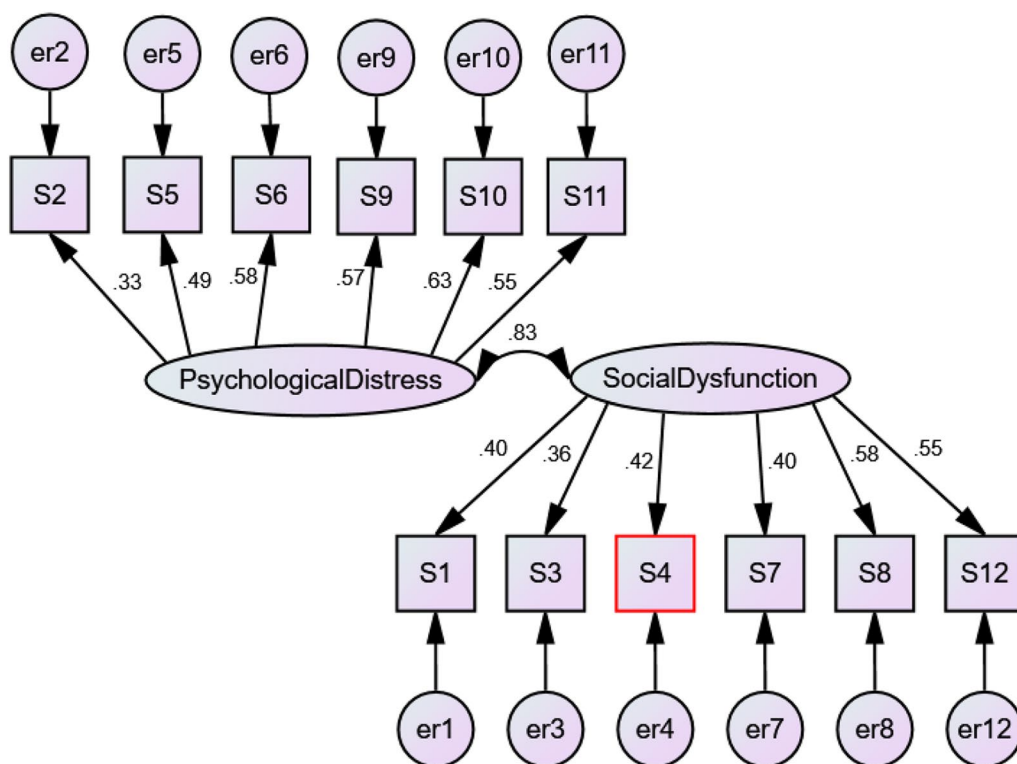 er2 er5 er6 er9 er10 er11
S2 S5 S6 S9 S10 S11
.33 .49 .58 .57 .63 .55
.83
PsychologicalDistress SocialDysfunction
.40 .36 .42 .40 .58 .55
S1 S3 S4 S7 S8 S12
er1 er3 er4 er7 er8 er12